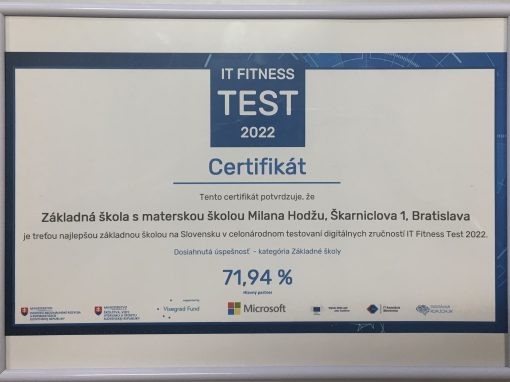 IT FITNESS
TEST
2022
Certifikát
Tento certifikát potvrdzuje, že
Základná škola s materskou školou Milana Hodžu, Škarniclova 1, Bratislava
je treťou najlepšou základnou školou na Slovensku v celonárodnom testovaní digitálnych zručností IT Fitness Test 2022.
Dosiahnutá úspešnosť - kategória Základné školy
71,94 %
Hlavný partner
Visegrad Fund
Microsoft